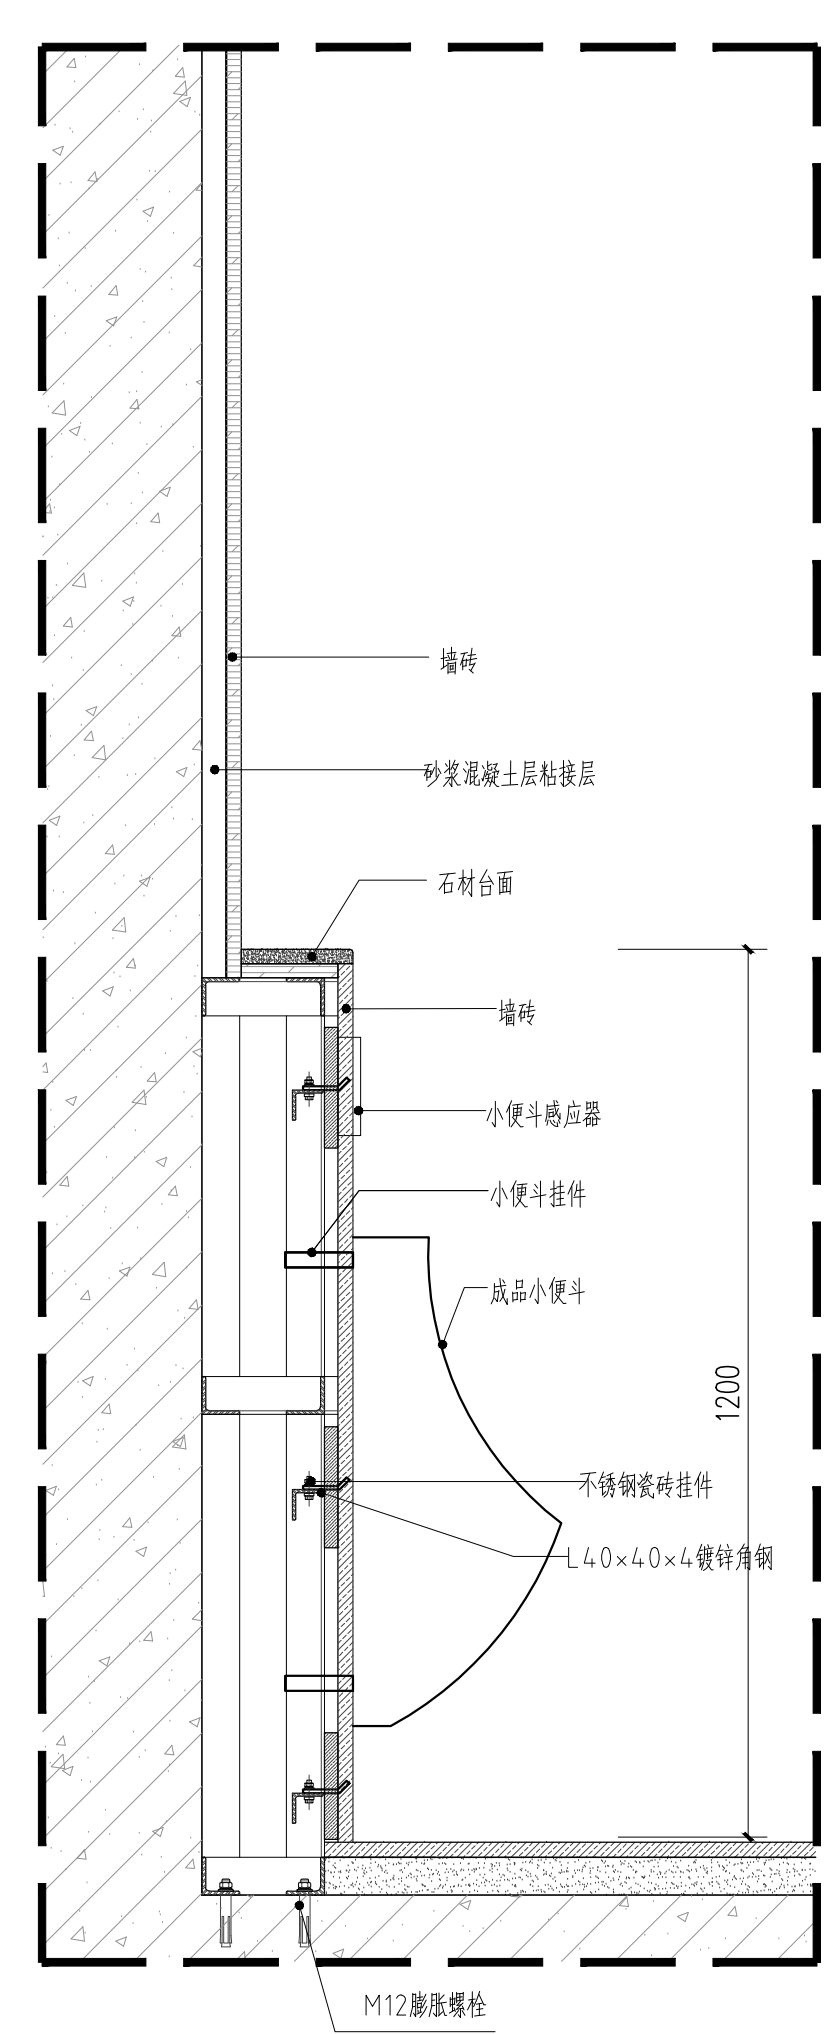 墙砖
砂浆混凝土层粘接层
石材台面
墙砖
小便斗感应器
小便斗挂件
成品小便斗
1200
不锈钢瓷砖挂件
L40×40×4镀锌角钢
M12膨胀螺栓